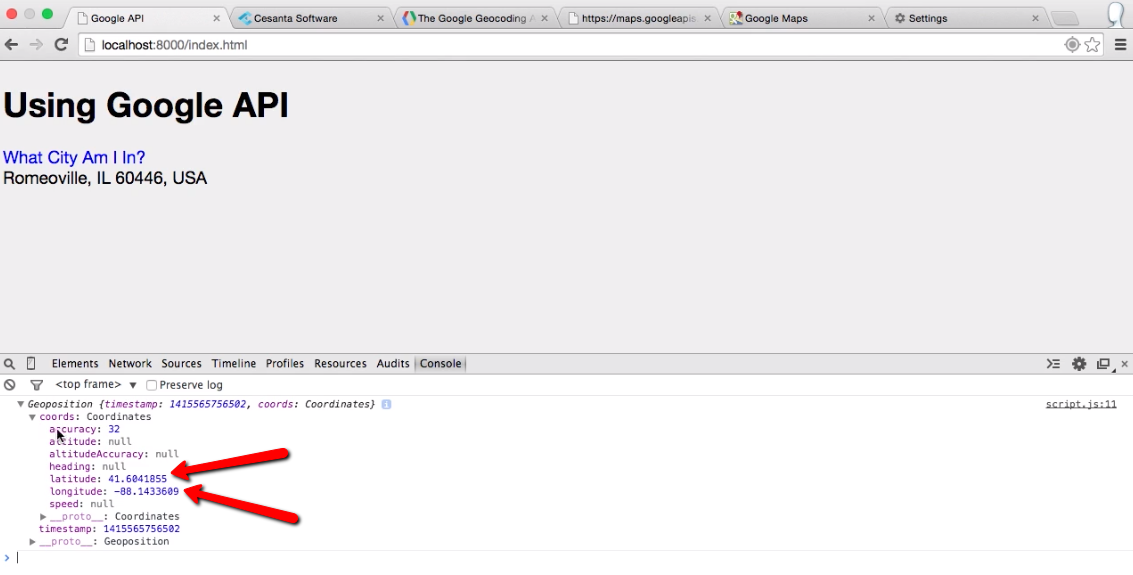 Google API × Cesanta Software × The Google Geocoding A × https://maps.googleapis × Google Maps × Settings ×
localhost:8000/index.html
Using Google API
What City Am I In?
Romeoville, IL 60446, USA
Elements Network Sources Timeline Profiles Resources Audits Console
<top frame> ▼ Preserve log
▼ Geoposition {timestamp: 1415565756502, coords: Coordinates} i script.js:11
▼ coords: Coordinates
accuracy: 32
altitude: null
altitudeAccuracy: null
heading: null
latitude: 41.6041855
longitude: -88.1433609
speed: null
▶ __proto__: Coordinates
timestamp: 1415565756502
▶ __proto__: Geoposition
>